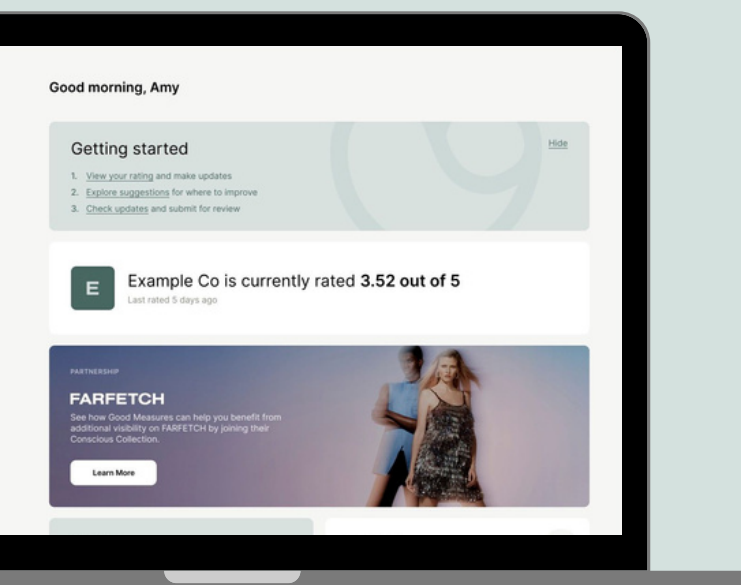 Good morning, Amy
Getting started
Hide
1. View your rating and make updates
2. Explore suggestions for where to improve
3. Check updates and submit for review
E
Example Co is currently rated 3.52 out of 5
Last rated 5 days ago
PARTNERSHIP
FARFETCH
See how Good Measures can help you benefit from
additional visibility on FARFETCH by joining their
Conscious Collection.
Learn More